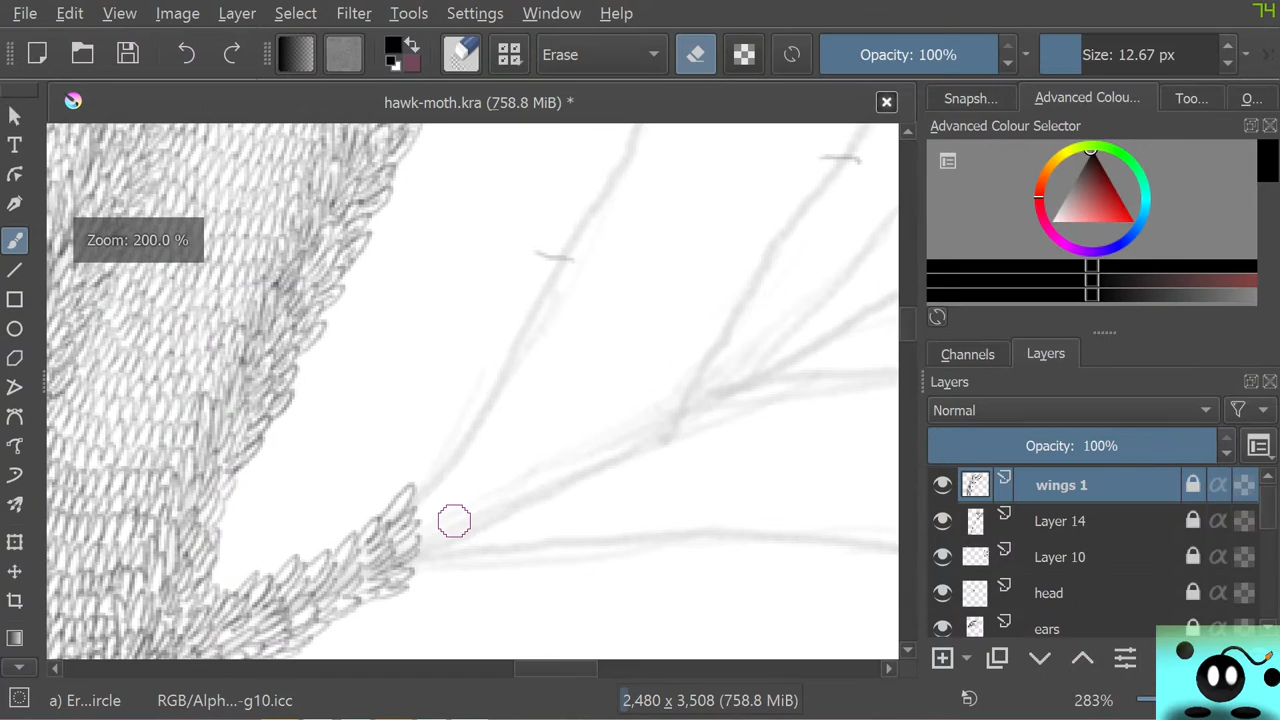 74
File Edit View Image Layer Select Filter Tools Settings Window Help
Erase Opacity: 100% Size: 12.67 px
hawk-moth.kra (758.8 MiB) * Snapsh... Advanced Colou... Too... O...
Advanced Colour Selector
Zoom: 200.0 %
Channels Layers
Layers
Normal
Opacity: 100%
wings 1
Layer 14
Layer 10
head
ears
a) Er...ircle RGB/Alph...-g10.icc 2,480 x 3,508 (758.8 MiB) 283%